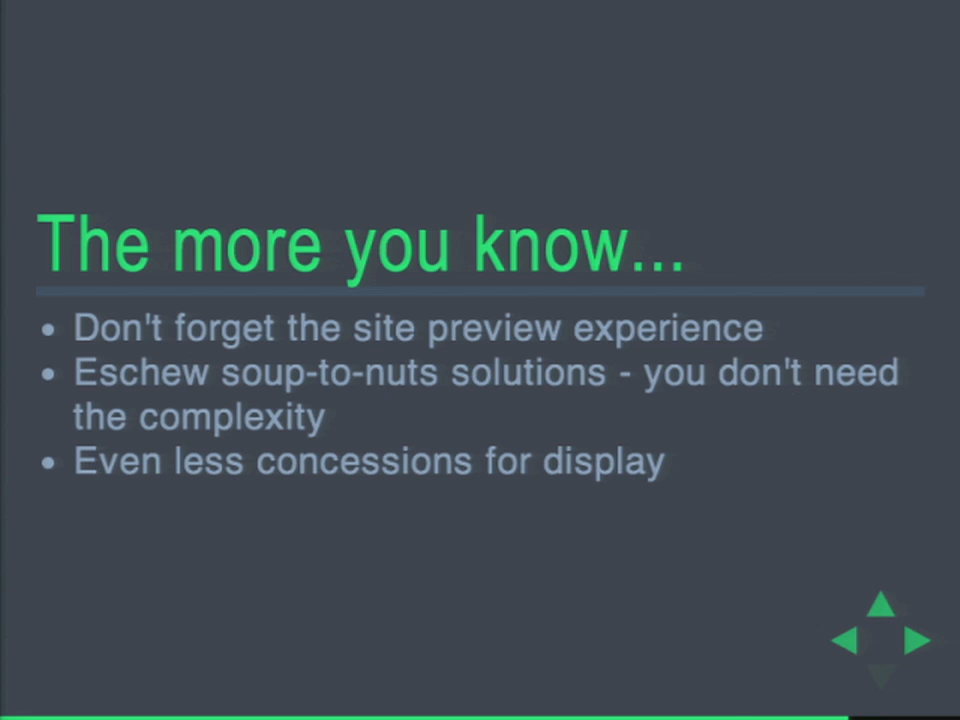 The more you know...
Don't forget the site preview experience
Eschew soup-to-nuts solutions - you don't need
the complexity
Even less concessions for display